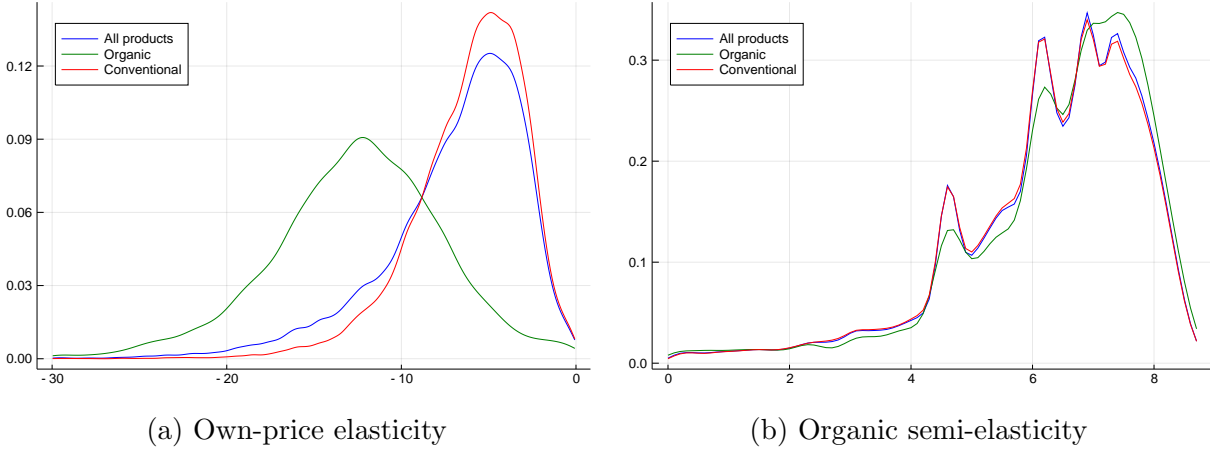 All products
Organic
Conventional
0.12
0.09
0.06
0.03
0.00
-30
-20
-10
0
(a) Own-price elasticity
All products
Organic
Conventional
0.3
0.2
0.1
0.0
0
2
4
6
8
(b) Organic semi-elasticity